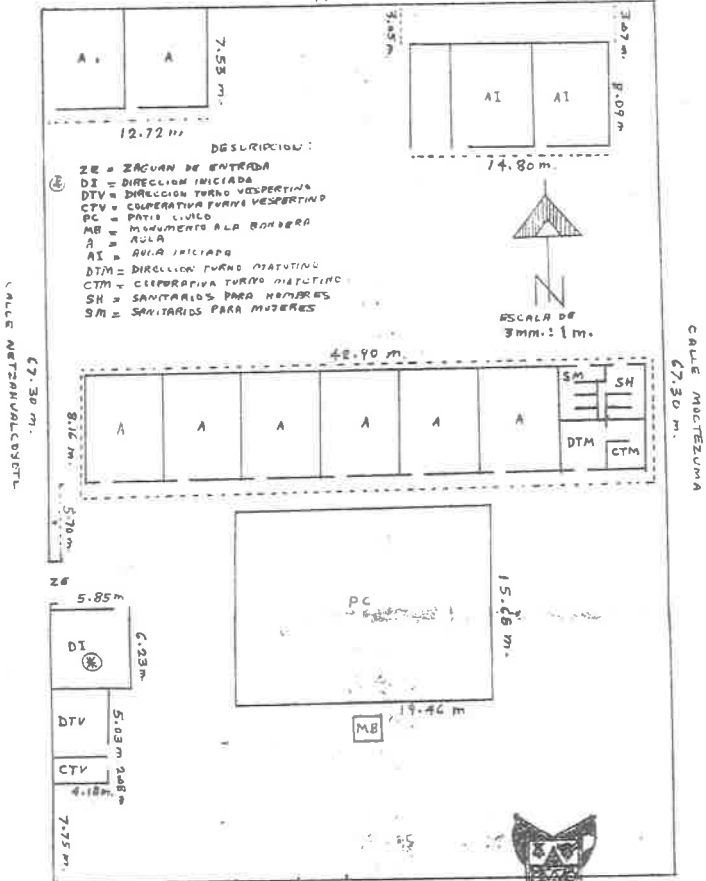 A
A
7.53 m.
12.72 m
3.05 m.
3.07 m.
AI
AI
8.09 m
14.80 m.
DESCRIPCION:
ZE = ZAGUAN DE ENTRADA
DI = DIRECCION INICIADA
DTV = DIRECCION TURNO VESPERTINO
CTV = COOPERATIVA TURNO VESPERTINO
PC = PATIO CIVICO
MB = MONUMENTO A LA BANDERA
A = AULA
AI = AULA INICIADA
DTM = DIRECCION TURNO MATUTINO
CTM = COOPERATIVA TURNO MATUTINO
SH = SANITARIOS PARA HOMBRES
SM = SANITARIOS PARA MUJERES
N
ESCALA DE
3mm.: 1 m.
CALLE NETZAHUALCOYOTL
67.30 m.
CALLE MOCTEZUMA
67.30 m.
42.90 m.
8.16 m.
A
A
A
A
A
A
SM
SH
DTM
CTM
5.70 m.
ZE
5.85 m
DI
6.23 m
DTV
5.03 m
CTV
2.08 m
4.18 m.
7.75 m.
PC
15.68 m.
19.46 m
MB